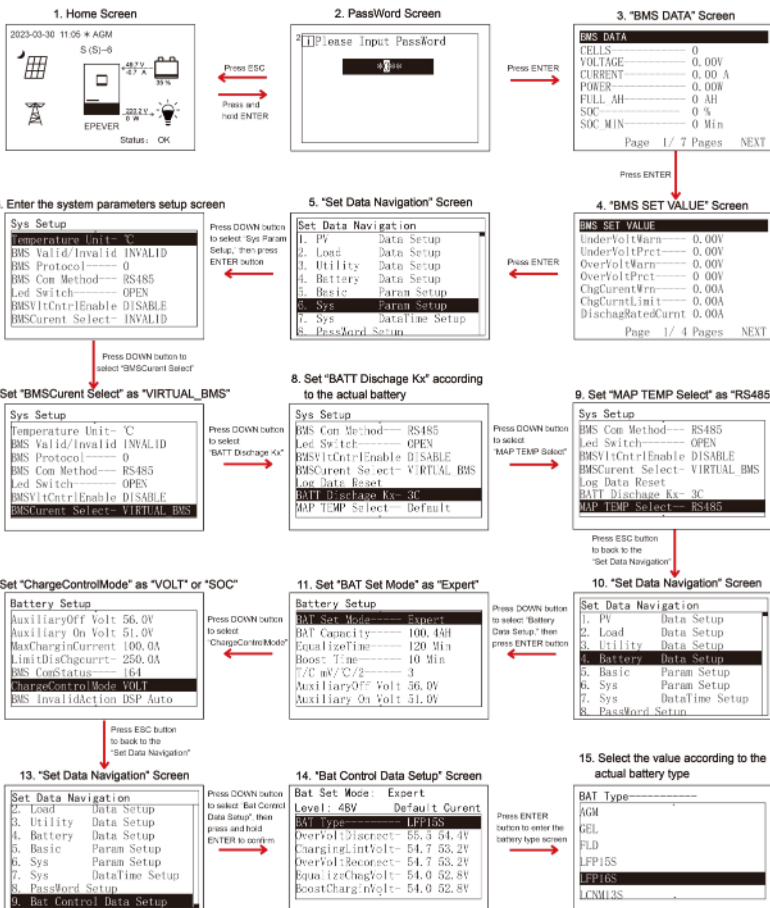 1. Home Screen
2023-03-30 11:05 ☀ AGM
S (S)--6
48.7 V
-0.7 A
39 %
220.2 V
0 W
EPEVER
Status: OK
Press ESC
Press and
hold ENTER
2. PassWord Screen
2 i Please Input PassWord
*0**
Press ENTER
3. "BMS DATA" Screen
BMS DATA
CELLS 0
VOLTAGE 0.00V
CURRENT 0.00 A
POWER 0.00W
FULL AH 0 AH
SOC 0 %
SOC MIN 0 Min
Page 1/ 7 Pages NEXT
Press ENTER
4. "BMS SET VALUE" Screen
BMS SET VALUE
UnderVoltWarn 0.00V
UnderVoltPrct 0.00V
OverVoltWarn 0.00V
OverVoltPrct 0.00V
ChgCurentWrn 0.00A
ChgCurntLimit 0.00A
DischagRatedCurnt 0.00A
Page 1/ 4 Pages NEXT
Press ENTER
5. "Set Data Navigation" Screen
Set Data Navigation
1. PV Data Setup
2. Load Data Setup
3. Utility Data Setup
4. Battery Data Setup
5. Basic Param Setup
6. Sys Param Setup
7. Sys DataTime Setup
8. PassWord Setup
Press DOWN button
to select "Sys Param
Setup," then press
ENTER button
. Enter the system parameters setup screen
Sys Setup
Temperature Unit- ℃
BMS Valid/Invalid INVALID
BMS Protocol 0
BMS Com Method RS485
Led Switch OPEN
BMSVltCntrlEnable DISABLE
BMSCurent Select- INVALID
Press DOWN button to
select "BMSCurent Select"
Set "BMSCurent Select" as "VIRTUAL_BMS"
Sys Setup
Temperature Unit- ℃
BMS Valid/Invalid INVALID
BMS Protocol 0
BMS Com Method RS485
Led Switch OPEN
BMSVltCntrlEnable DISABLE
BMSCurent Select- VIRTUAL BMS
Press DOWN button
to select
"BATT Dischage Kx"
8. Set "BATT Dischage Kx" according
to the actual battery
Sys Setup
BMS Com Method RS485
Led Switch OPEN
BMSVltCntrlEnable DISABLE
BMSCurent Select- VIRTUAL BMS
Log Data Reset
BATT Dischage Kx- 3C
MAP TEMP Select Default
Press DOWN button
to select
"MAP TEMP Select"
9. Set "MAP TEMP Select" as "RS485
Sys Setup
BMS Com Method RS485
Led Switch OPEN
BMSVltCntrlEnable DISABLE
BMSCurent Select- VIRTUAL BMS
Log Data Reset
BATT Dischage Kx- 3C
MAP TEMP Select RS485
Press ESC button
to back to the
"Set Data Navigation"
10. "Set Data Navigation" Screen
Set Data Navigation
1. PV Data Setup
2. Load Data Setup
3. Utility Data Setup
4. Battery Data Setup
5. Basic Param Setup
6. Sys Param Setup
7. Sys DataTime Setup
8. PassWord Setup
Press DOWN button
to select "Battery
Data Setup," then
press ENTER button
11. Set "BAT Set Mode" as "Expert"
Battery Setup
BAT Set Mode Expert
BAT Capacity 100.4AH
EqualizeTime 120 Min
Boost Time 10 Min
T/C mV/℃/2 3
AuxiliaryOff Volt 56.0V
Auxiliary On Volt 51.0V
Press DOWN button
to select
"ChargeControlMode"
Set "ChargeControlMode" as "VOLT" or "SOC"
Battery Setup
AuxiliaryOff Volt 56.0V
Auxiliary On Volt 51.0V
MaxCharginCurrent 100.0A
LimitDisChgcurrt- 250.0A
BMS ComStatus 164
ChargeControlMode VOLT
BMS InvalidAction DSP Auto
Press ESC button
to back to the
"Set Data Navigation"
13. "Set Data Navigation" Screen
Set Data Navigation
2. Load Data Setup
3. Utility Data Setup
4. Battery Data Setup
5. Basic Param Setup
6. Sys Param Setup
7. Sys DataTime Setup
8. PassWord Setup
9. Bat Control Data Setup
Press DOWN button
to select "Bat Control
Data Setup", then
press and hold
ENTER to confirm
14. "Bat Control Data Setup" Screen
Bat Set Mode: Expert
Level: 48V Default Curent
BAT Type LFP15S
OverVoltDiscnect- 55.5 54.4V
ChargingLimtVolt- 54.7 53.2V
OverVoltReconect- 54.7 53.2V
EqualizeChagVolt- 54.0 52.8V
BoostCharginVolt- 54.0 52.8V
Press ENTER
button to enter the
battery type screen
15. Select the value according to the
actual battery type
BAT Type
AGM
GEL
FLD
LFP15S
LFP16S
LCNM13S